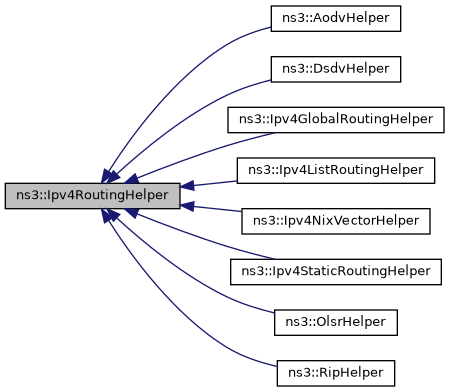 ns3::AodvHelper
ns3::DsdvHelper
ns3::Ipv4GlobalRoutingHelper
ns3::Ipv4ListRoutingHelper
ns3::Ipv4RoutingHelper
ns3::Ipv4NixVectorHelper
ns3::Ipv4StaticRoutingHelper
ns3::OlsrHelper
ns3::RipHelper